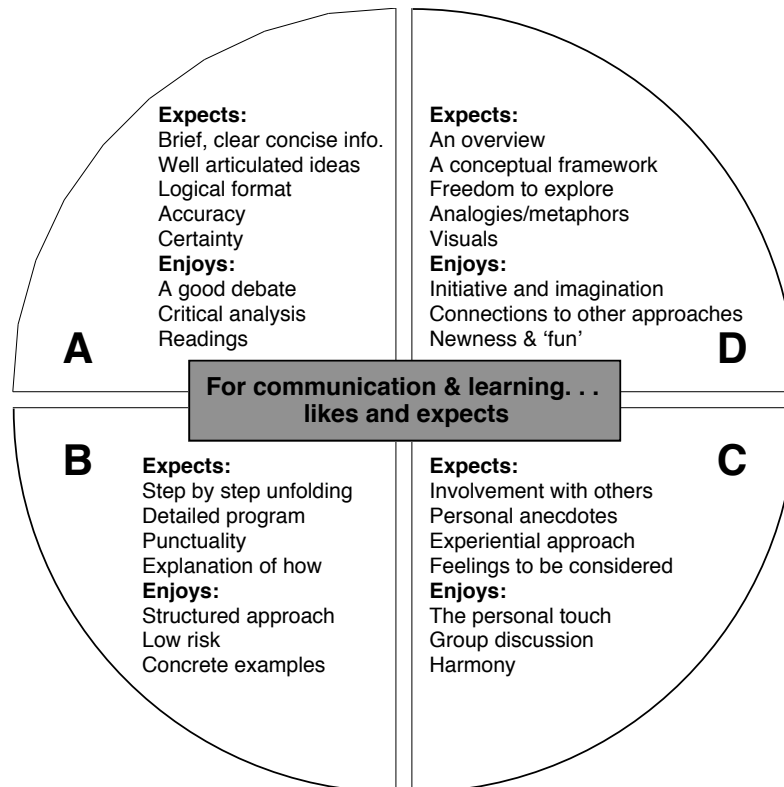 Expects:
Brief, clear concise info.
Well articulated ideas
Logical format
Accuracy
Certainty
Enjoys:
A good debate
Critical analysis
Readings
A
Expects:
An overview
A conceptual framework
Freedom to explore
Analogies/metaphors
Visuals
Enjoys:
Initiative and imagination
Connections to other approaches
Newness & ‘fun’
D
For communication & learning. . .
likes and expects
B
Expects:
Step by step unfolding
Detailed program
Punctuality
Explanation of how
Enjoys:
Structured approach
Low risk
Concrete examples
C
Expects:
Involvement with others
Personal anecdotes
Experiential approach
Feelings to be considered
Enjoys:
The personal touch
Group discussion
Harmony